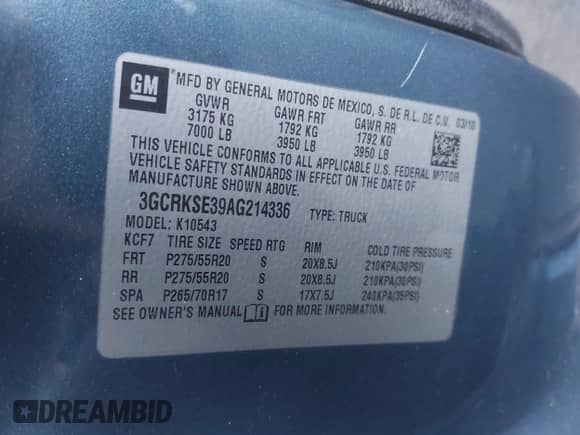 GM MFD BY GENERAL MOTORS DE MEXICO, S. DE R.L. DE C.V. 03/10
GVWR GAWR FRT GAWR RR
3175 KG 1792 KG 1792 KG
7000 LB 3950 LB 3950 LB
THIS VEHICLE CONFORMS TO ALL APPLICABLE U.S. FEDERAL MOTOR
VEHICLE SAFETY STANDARDS IN EFFECT ON THE DATE OF
MANUFACTURE SHOWN ABOVE.
3GCRKSE39AG214336 TYPE: TRUCK
MODEL: K10543
KCF7 TIRE SIZE SPEED RTG RIM COLD TIRE PRESSURE
FRT P275/55R20 S 20X8.5J 210KPA(30PSI)
RR P275/55R20 S 20X8.5J 210KPA(30PSI)
SPA P265/70R17 S 17X7.5J 240KPA(35PSI)
SEE OWNER'S MANUAL FOR MORE INFORMATION
DREAMBID